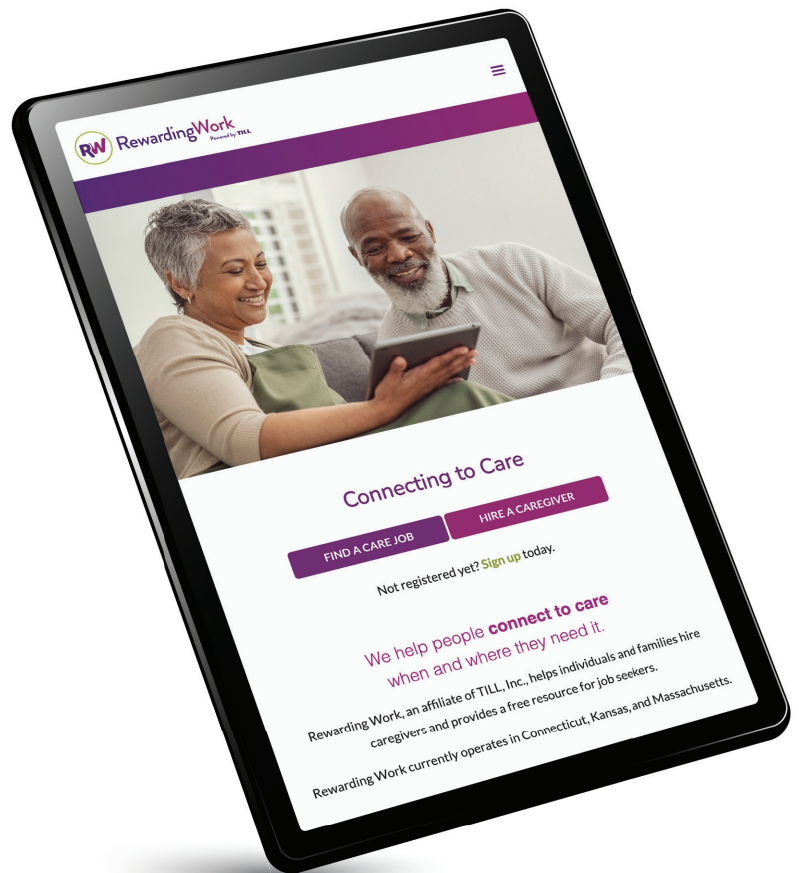 RW RewardingWork
Powered by TILL
Connecting to Care
FIND A CARE JOB
HIRE A CAREGIVER
Not registered yet? Sign up today.
We help people connect to care
when and where they need it.
Rewarding Work, an affiliate of TILL, Inc., helps individuals and families hire
caregivers and provides a free resource for job seekers.
Rewarding Work currently operates in Connecticut, Kansas, and Massachusetts.